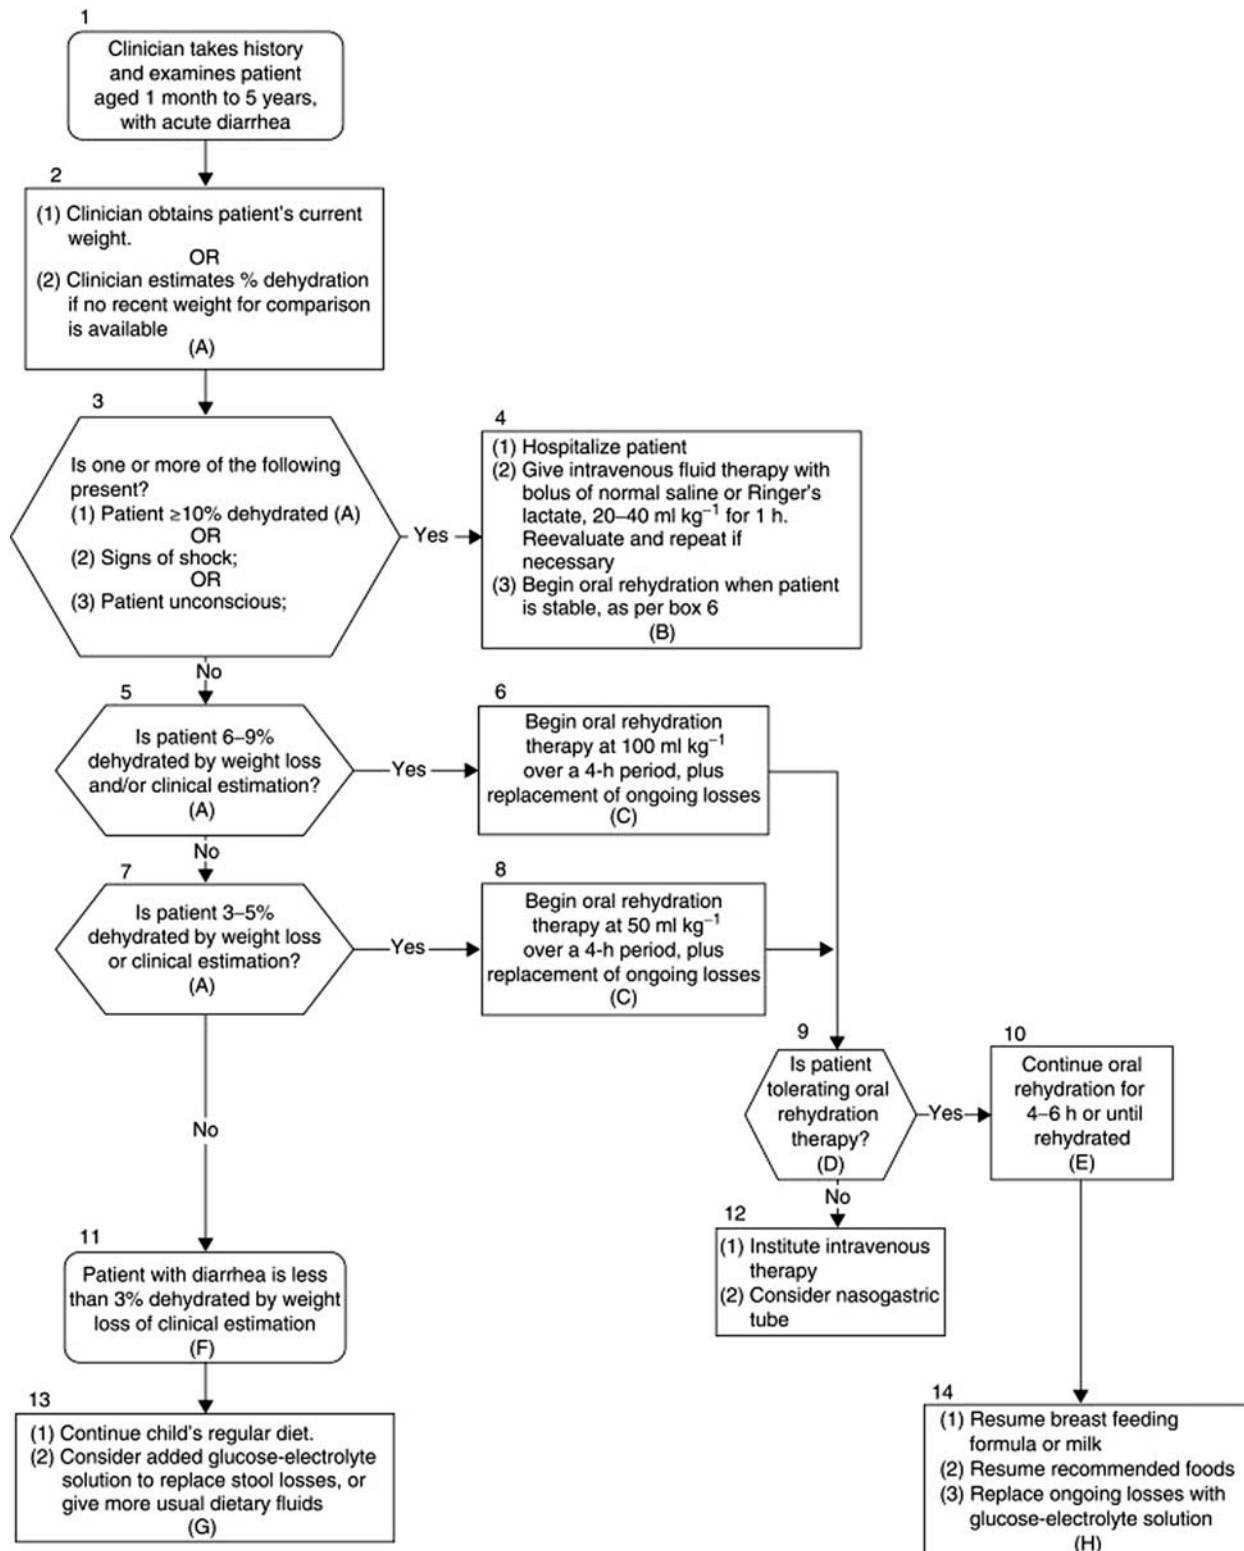 1
Clinician takes history
and examines patient
aged 1 month to 5 years,
with acute diarrhea
2
(1) Clinician obtains patient's current
weight.
OR
(2) Clinician estimates % dehydration
if no recent weight for comparison
is available
(A)
3
Is one or more of the following
present?
(1) Patient ≥10% dehydrated (A)
OR
(2) Signs of shock;
OR
(3) Patient unconscious;
Yes
4
(1) Hospitalize patient
(2) Give intravenous fluid therapy with
bolus of normal saline or Ringer's
lactate, 20–40 ml kg⁻¹ for 1 h.
Reevaluate and repeat if
necessary
(3) Begin oral rehydration when patient
is stable, as per box 6
(B)
No
5
Is patient 6–9%
dehydrated by weight loss
and/or clinical estimation?
(A)
Yes
6
Begin oral rehydration
therapy at 100 ml kg⁻¹
over a 4-h period, plus
replacement of ongoing losses
(C)
No
7
Is patient 3–5%
dehydrated by weight loss
or clinical estimation?
(A)
Yes
8
Begin oral rehydration
therapy at 50 ml kg⁻¹
over a 4-h period, plus
replacement of ongoing losses
(C)
9
Is patient
tolerating oral
rehydration
therapy?
(D)
Yes
10
Continue oral
rehydration for
4–6 h or until
rehydrated
(E)
No
No
12
(1) Institute intravenous
therapy
(2) Consider nasogastric
tube
11
Patient with diarrhea is less
than 3% dehydrated by weight
loss of clinical estimation
(F)
13
(1) Continue child's regular diet.
(2) Consider added glucose-electrolyte
solution to replace stool losses, or
give more usual dietary fluids
(G)
14
(1) Resume breast feeding
formula or milk
(2) Resume recommended foods
(3) Replace ongoing losses with
glucose-electrolyte solution
(H)